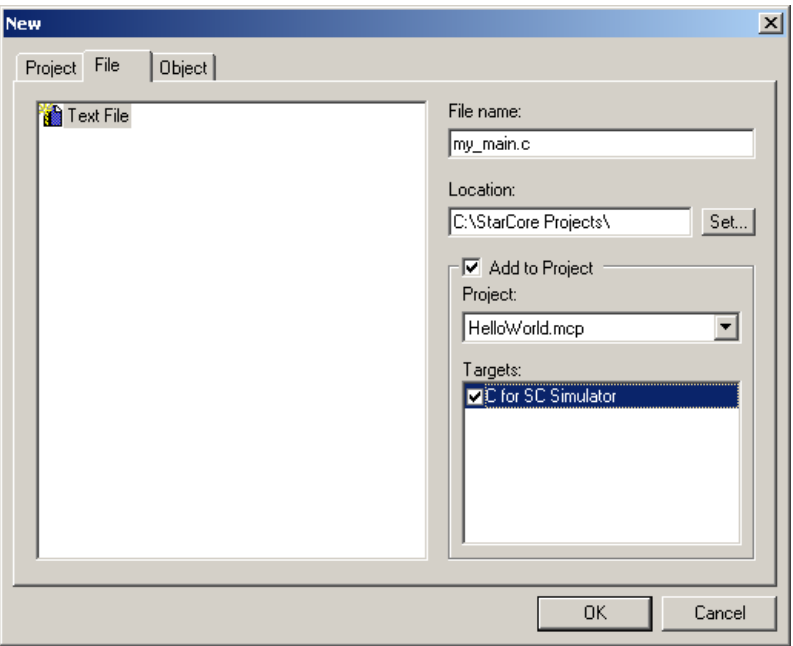 New
Project File Object
Text File
File name:
my_main.c
Location:
C:\StarCore Projects\ Set...
Add to Project
Project:
HelloWorld.mcp
Targets:
C for SC Simulator
OK Cancel